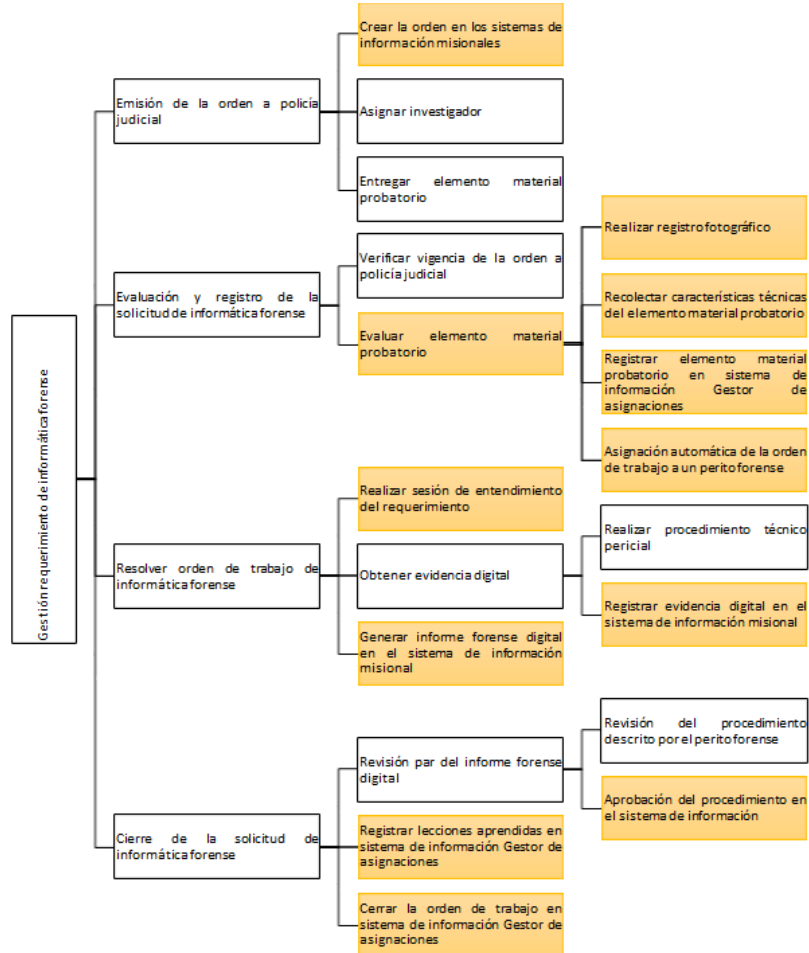 Gestión requerimiento de informática forense
Emisión de la orden a policía
judicial
Crear la orden en los sistemas de
información misionales
Asignar investigador
Entregar elemento material
probatorio
Evaluación y registro de la
solicitud de informática forense
Verificar vigencia de la orden a
policía judicial
Evaluar elemento material
probatorio
Realizar registro fotográfico
Recolectar características técnicas
del elemento material probatorio
Registrar elemento material
probatorio en sistema de
información Gestor de
asignaciones
Asignación automática de la orden
de trabajo a un perito forense
Resolver orden de trabajo de
informática forense
Realizar sesión de entendimiento
del requerimiento
Obtener evidencia digital
Realizar procedimiento técnico
pericial
Registrar evidencia digital en el
sistema de información misional
Generar informe forense digital
en el sistema de información
misional
Cierre de la solicitud de
informática forense
Revisión par del informe forense
digital
Revisión del procedimiento
descrito por el perito forense
Aprobación del procedimiento en
el sistema de información
Registrar lecciones aprendidas en
sistema de información Gestor de
asignaciones
Cerrar la orden de trabajo en
sistema de información Gestor de
asignaciones